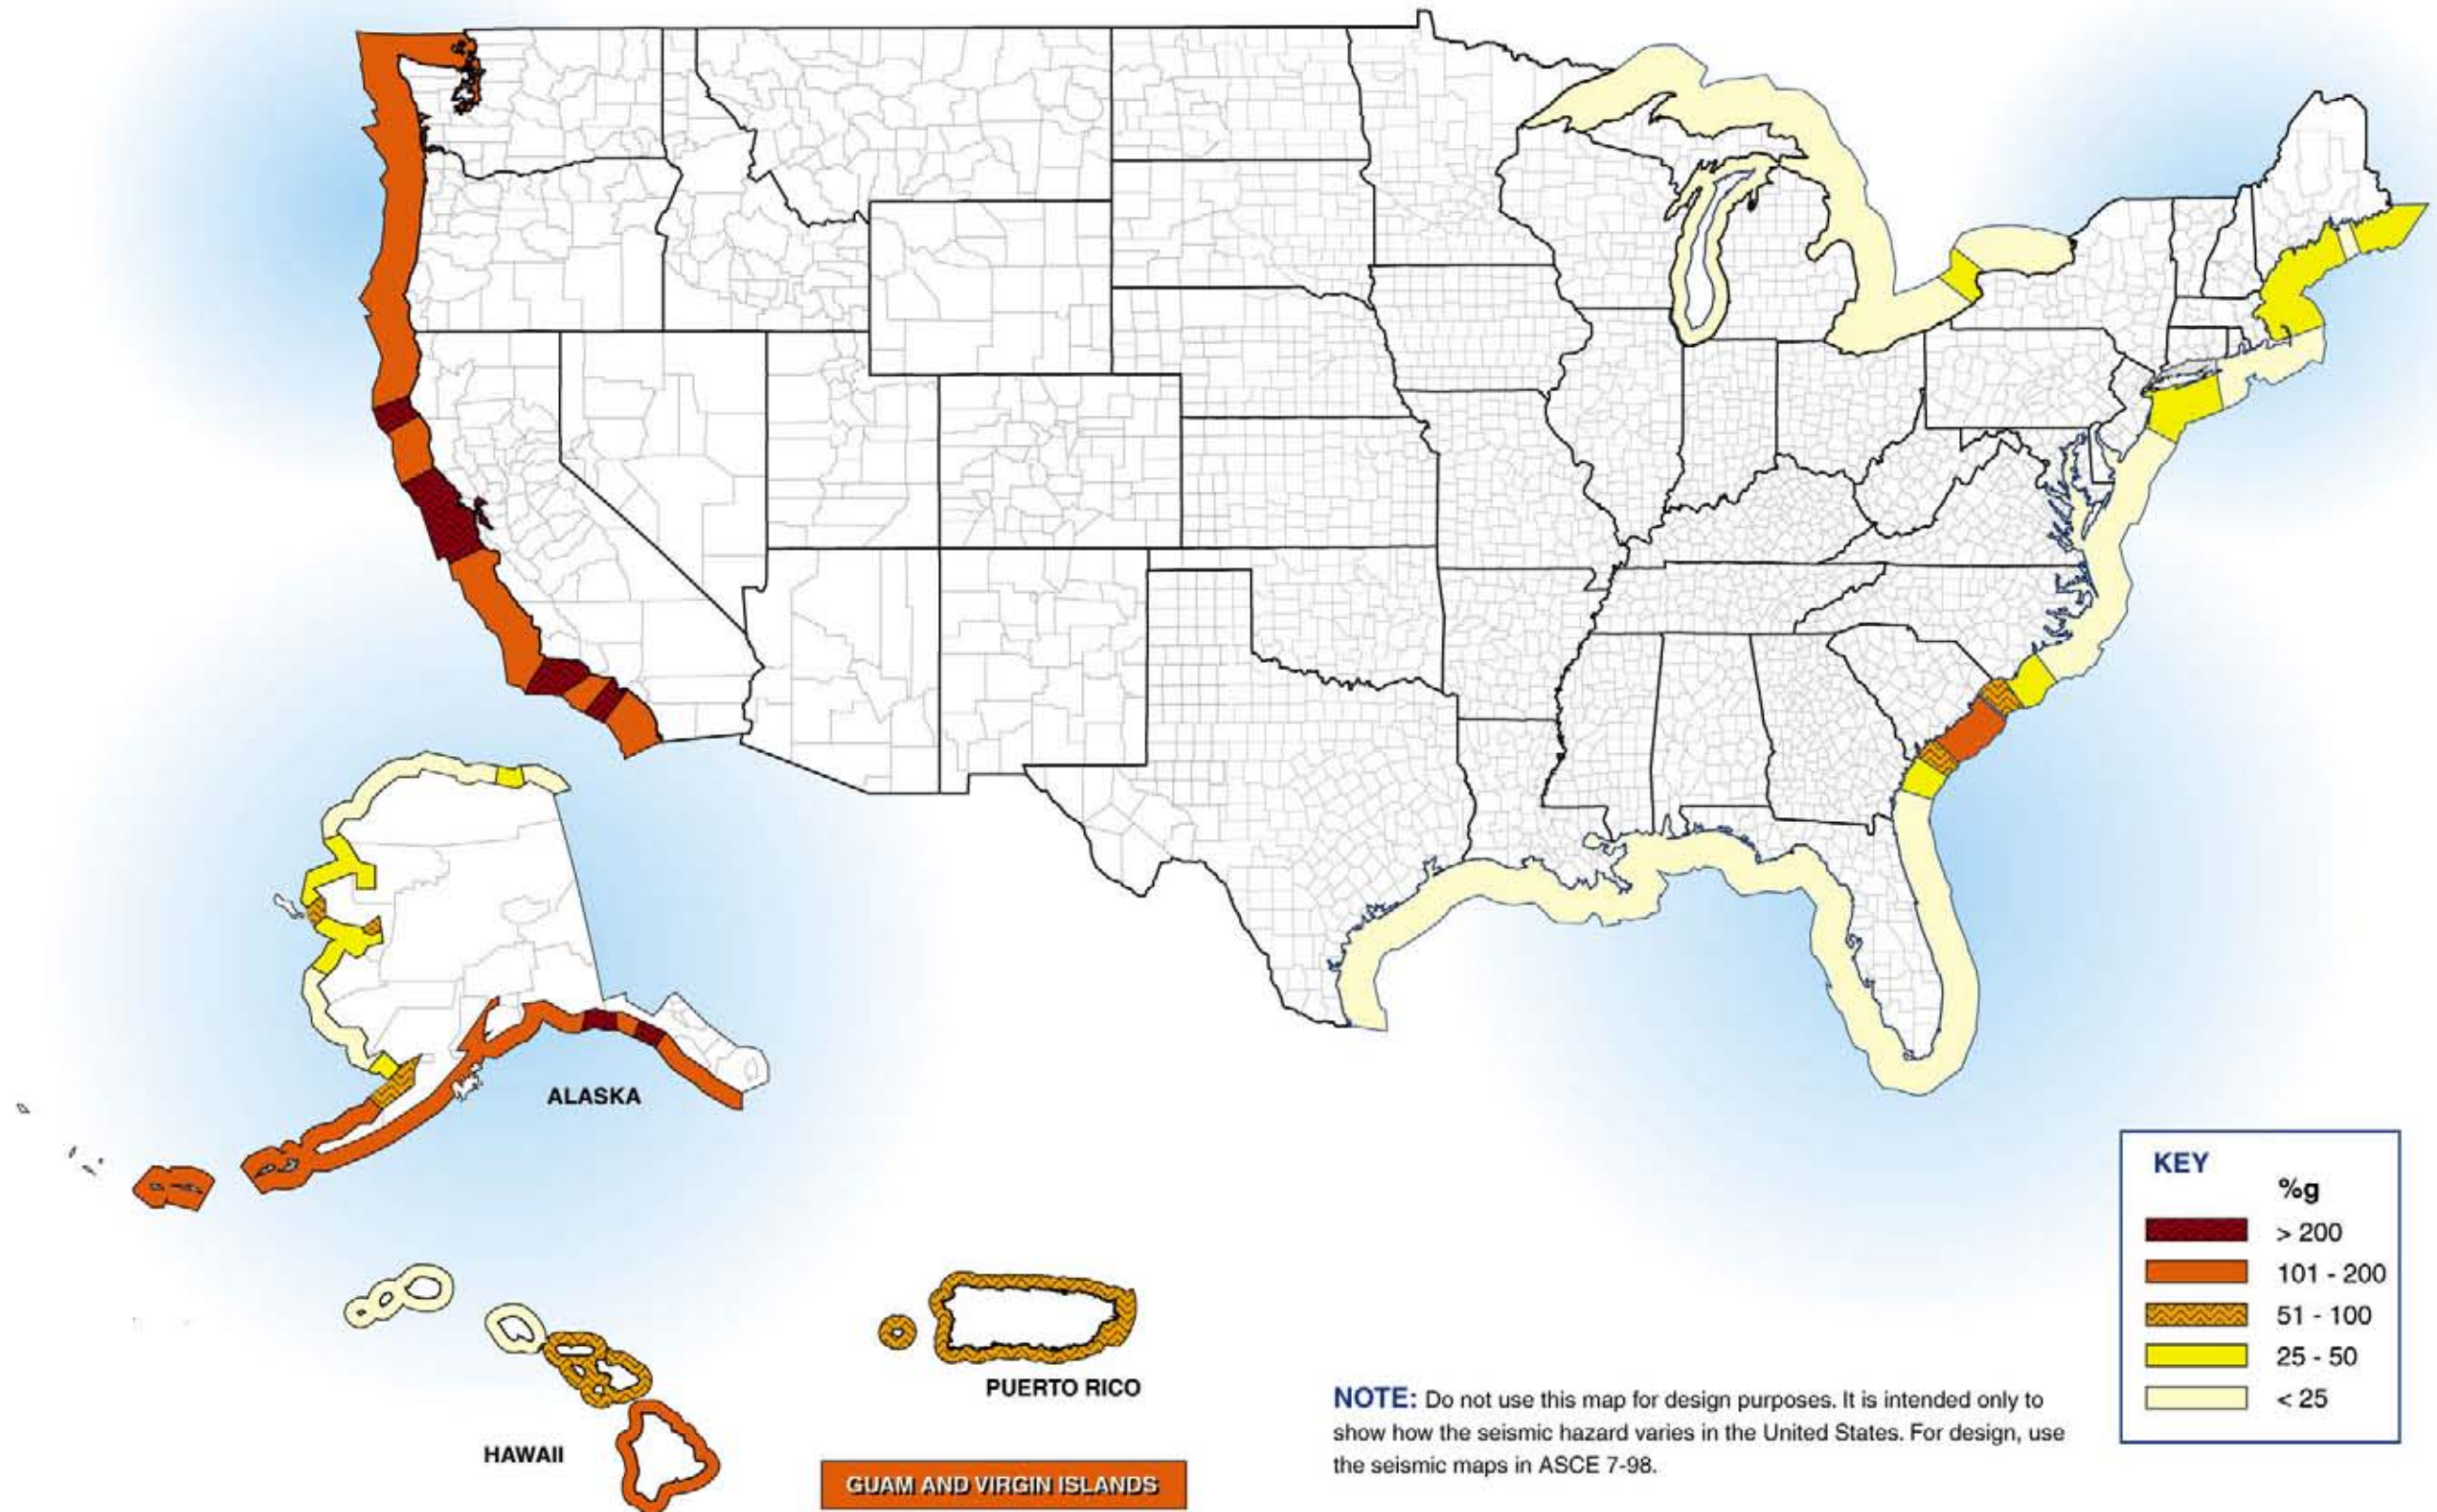 ALASKA
HAWAII
PUERTO RICO
GUAM AND VIRGIN ISLANDS
NOTE: Do not use this map for design purposes. It is intended only to
show how the seismic hazard varies in the United States. For design, use
the seismic maps in ASCE 7-98.
KEY
%g
> 200
101 - 200
51 - 100
25 - 50
< 25